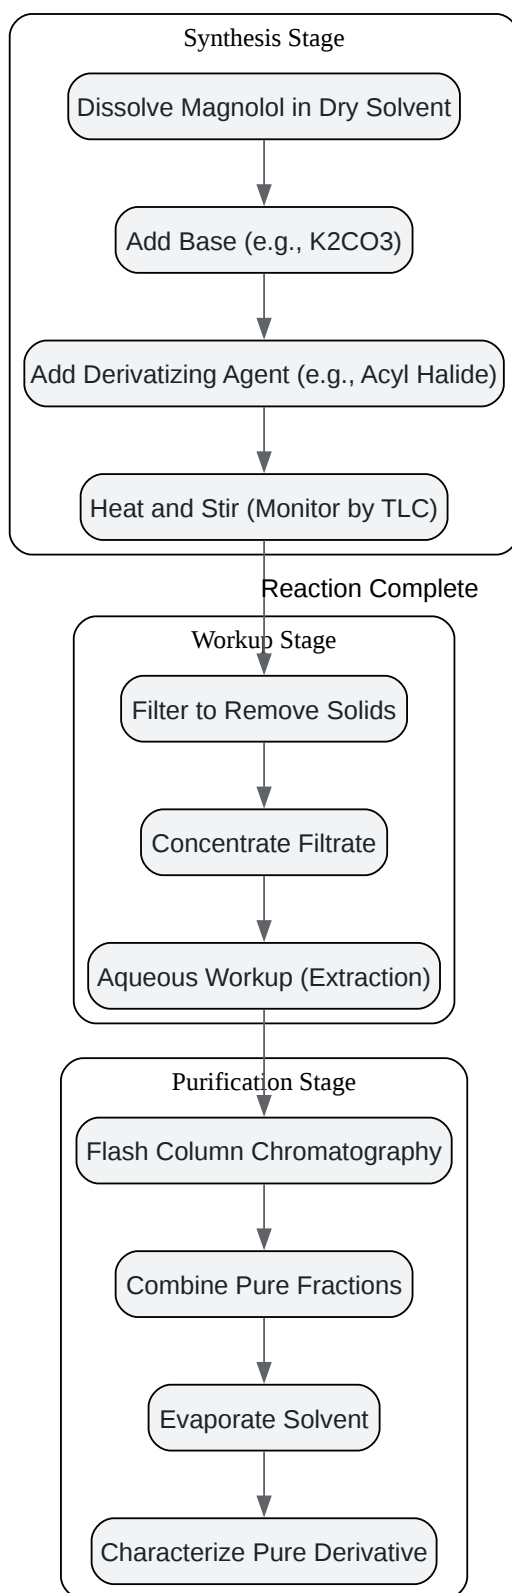 Synthesis Stage
Dissolve Magnolol in Dry Solvent
Add Base (e.g., K2CO3)
Add Derivatizing Agent (e.g., Acyl Halide)
Heat and Stir (Monitor by TLC)
Reaction Complete
Workup Stage
Filter to Remove Solids
Concentrate Filtrate
Aqueous Workup (Extraction)
Purification Stage
Flash Column Chromatography
Combine Pure Fractions
Evaporate Solvent
Characterize Pure Derivative